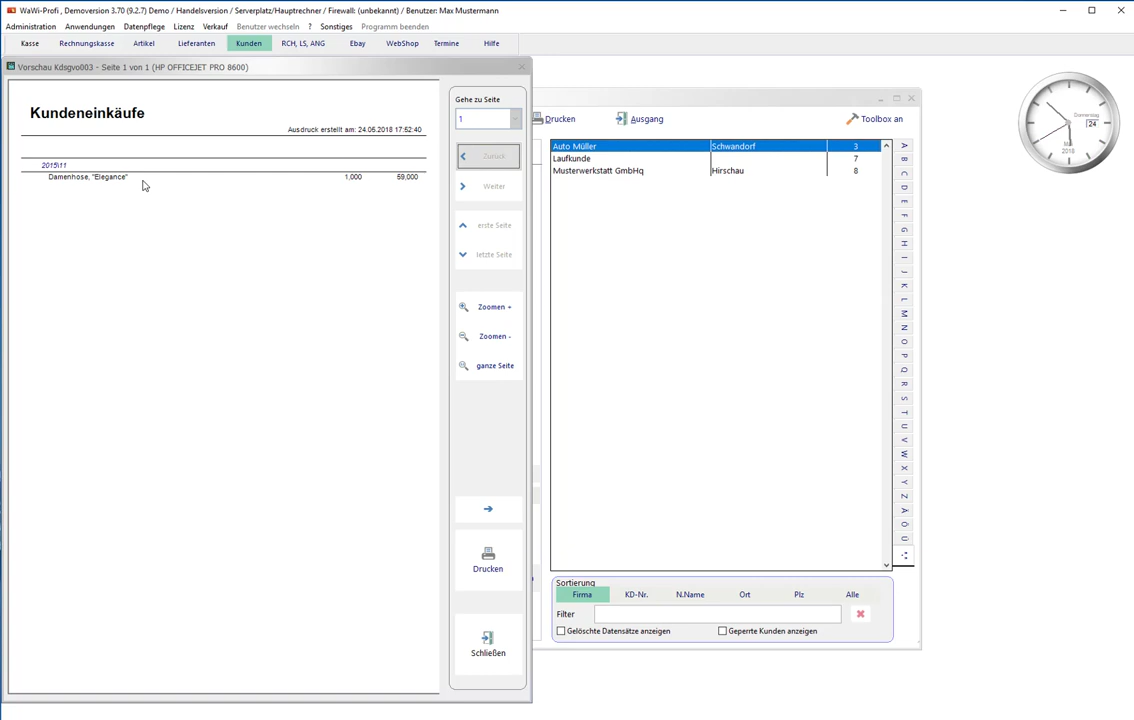 WaWi-Profi , Demoversion 3.70 (9.2.7) Demo / Handelsversion / Serverplatz/Hauptrechner / Firewall: (unbekannt) / Benutzer: Max Mustermann
Administration Anwendungen Datenpflege Lizenz Verkauf Benutzer wechseln ? Sonstiges Programm beenden
Kasse Rechnungskasse Artikel Lieferanten Kunden RCH, LS, ANG Ebay WebShop Termine Hilfe
Vorschau Kdsgvo003 - Seite 1 von 1 (HP OFFICEJET PRO 8600)
Kundeneinkäufe
Ausdruck erstellt am: 24.05.2018 17:52:40
2015\11
Damenhose, "Elegance" 1,000 59,000
Gehe zu Seite
1
Zurück
Weiter
erste Seite
letzte Seite
Zoomen +
Zoomen -
ganze Seite
Drucken
Schließen
Drucken Ausgang Toolbox an
Auto Müller Schwandorf 3
Laufkunde 7
Musterwerkstatt GmbHq Hirschau 8
A
B
C
D
E
F
G
H
I
J
K
L
M
N
O
P
Q
R
S
T
U
V
W
X
Y
Z
Ä
Ö
Ü
Sortierung
Firma KD-Nr. N.Name Ort Plz Alle
Filter
Gelöschte Datensätze anzeigen Geperrte Kunden anzeigen
Donnerstag
24
2018